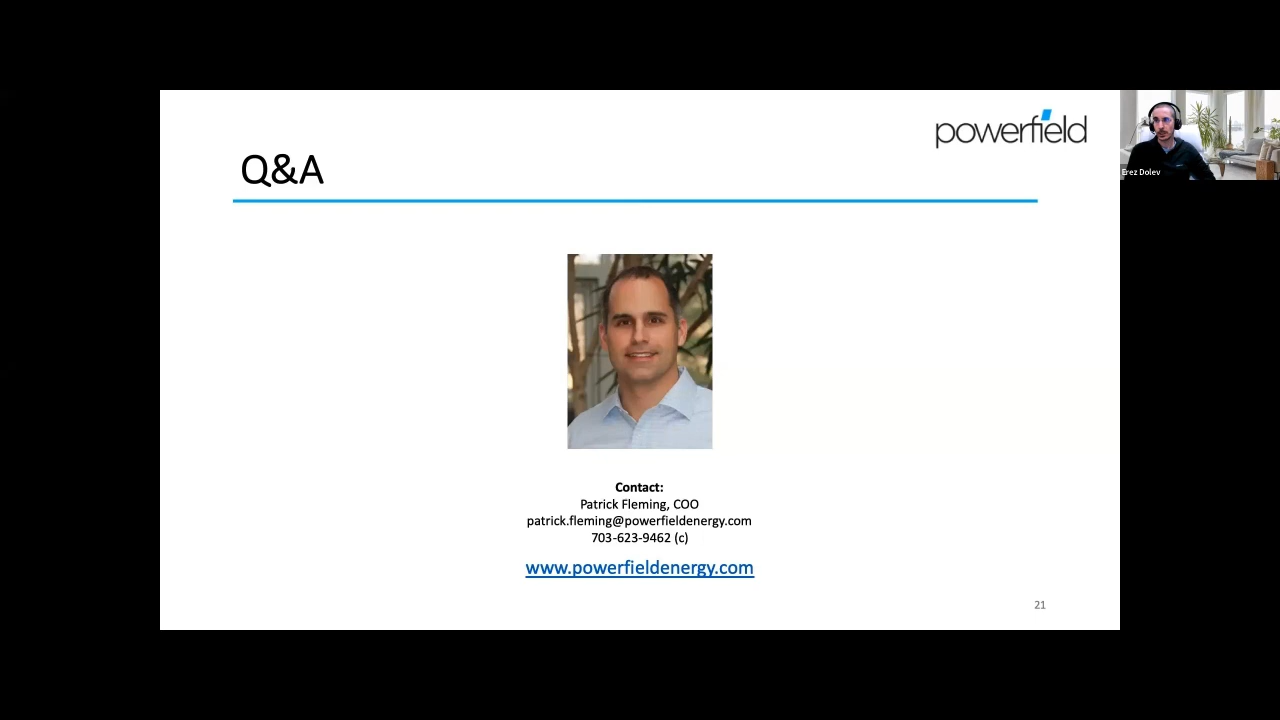 powerfield
Erez Dolev
Q&A
Contact:
Patrick Fleming, COO
patrick.fleming@powerfieldenergy.com
703-623-9462 (c)
www.powerfieldenergy.com
21